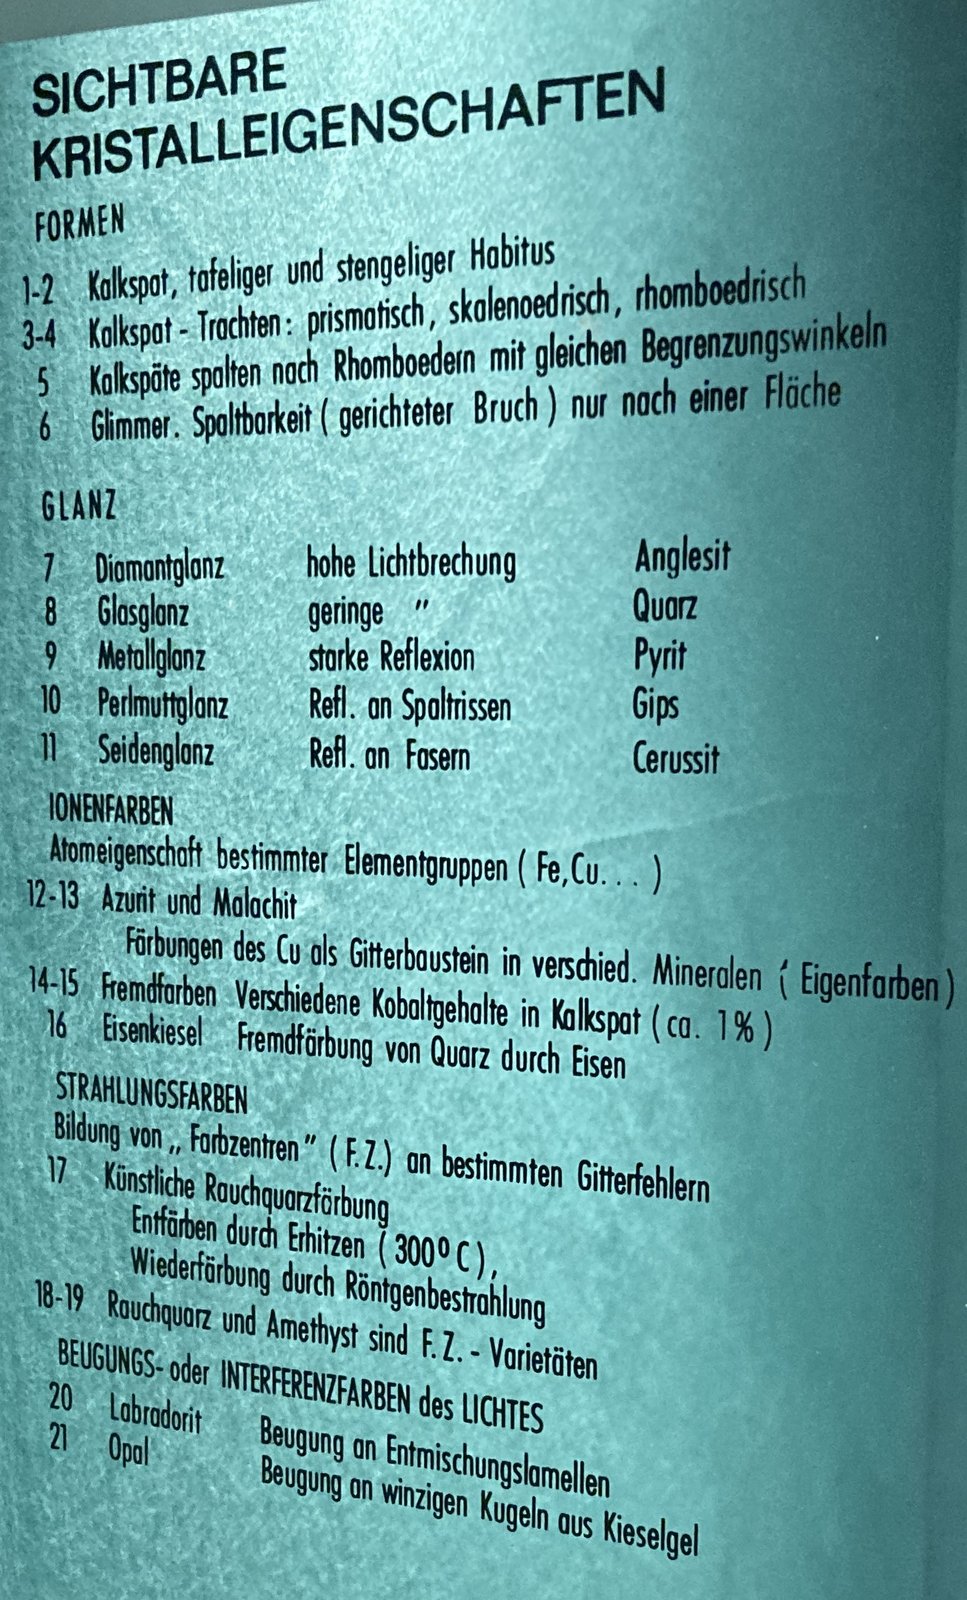 SICHTBARE
KRISTALLEIGENSCHAFTEN
FORMEN
1-2 Kalkspat, tafeliger und stengeliger Habitus
3-4 Kalkspat - Trachten: prismatisch, skalenoedrisch, rhomboedrisch
5 Kalkspäte spalten nach Rhomboedern mit gleichen Begrenzungswinkeln
6 Glimmer. Spaltbarkeit (gerichteter Bruch) nur nach einer Fläche
GLANZ
7 Diamantglanz hohe Lichtbrechung Anglesit
8 Glasglanz geringe " Quarz
9 Metallglanz starke Reflexion Pyrit
10 Perlmuttglanz Refl. an Spaltrissen Gips
11 Seidenglanz Refl. an Fasern Cerussit
IONENFARBEN
Atomeigenschaft bestimmter Elementgruppen (Fe,Cu...)
12-13 Azurit und Malachit
Färbungen des Cu als Gitterbaustein in verschied. Mineralen (Eigenfarben)
14-15 Fremdfarben Verschiedene Kobaltgehalte in Kalkspat (ca. 1%)
16 Eisenkiesel Fremdfärbung von Quarz durch Eisen
STRAHLUNGSFARBEN
Bildung von „Farbzentren" (F.Z.) an bestimmten Gitterfehlern
17 Künstliche Rauchquarzfärbung
Entfärben durch Erhitzen (300°C),
Wiederfärbung durch Röntgenbestrahlung
18-19 Rauchquarz und Amethyst sind F.Z.-Varietäten
BEUGUNGS- oder INTERFERENZFARBEN des LICHTES
20 Labradorit Beugung an Entmischungslamellen
21 Opal Beugung an winzigen Kugeln aus Kieselgel